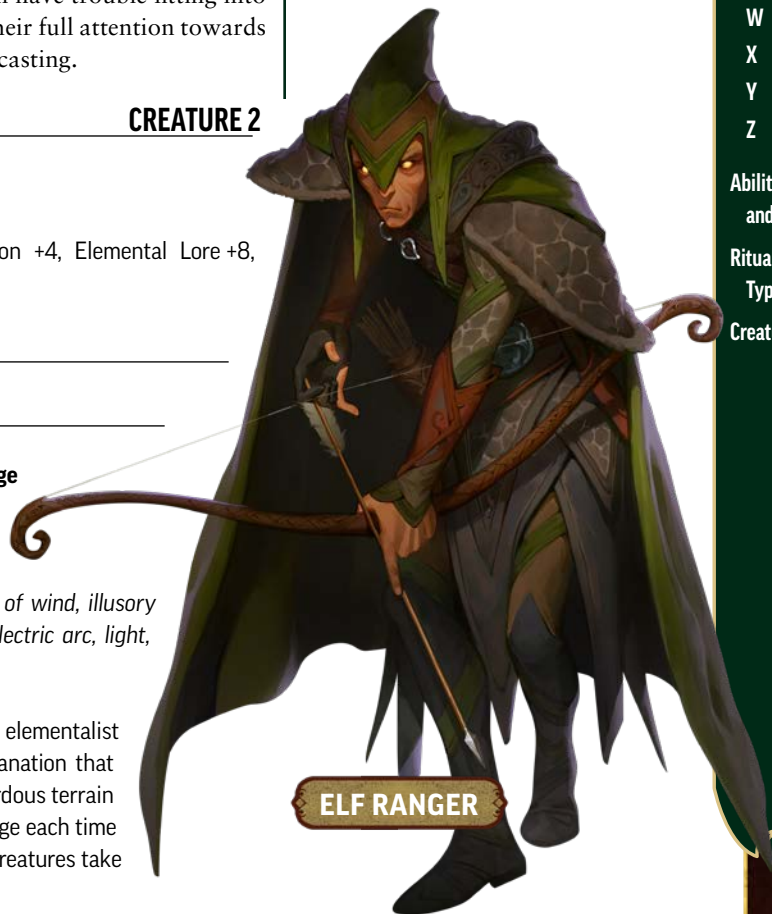 have trouble fitting into
heir full attention towards
casting.
CREATURE 2
on +4, Elemental Lore +8,
ge
of wind, illusory
lectric arc, light,
elementalist
anation that
rdous terrain
ge each time
reatures take
ELF RANGER
W
X
Y
Z
Abilit
and
Ritua
Typ
Creat